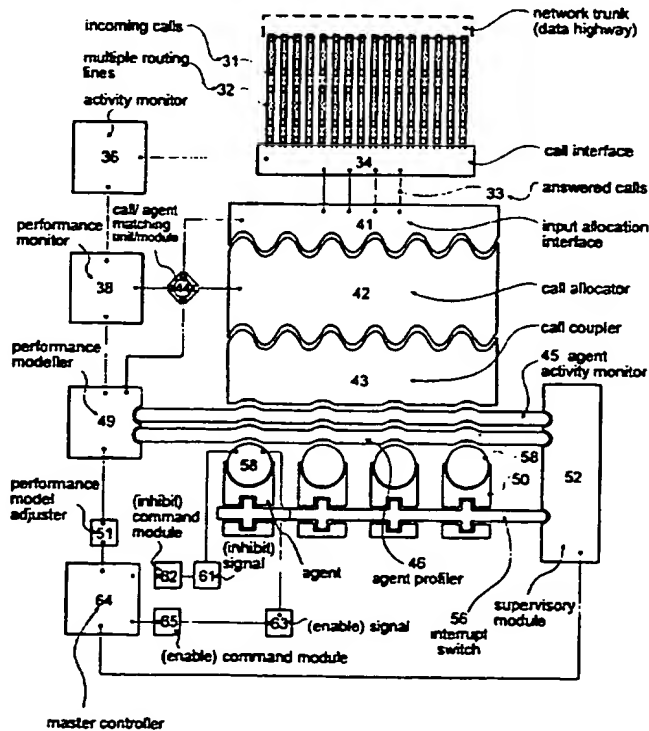 network trunk
(data highway)
incoming calls
31
multiple routing
lines
32
activity monitor
36
34
call interface
33
answered calls
call/ agent
matching
unit/module
41
input allocation
interface
performance
monitor
38
44
42
call allocator
call coupler
performance
modeller
43
45 agent
activity monitor
49
58
58
50
52
performance
model
adjuster
51
(inhibit)
command
module
62
61
(inhibit)
signal
agent
46
agent profiler
56
interrupt
switch
supervisory
module
64
65
63
(enable) signal
(enable) command module
master controller